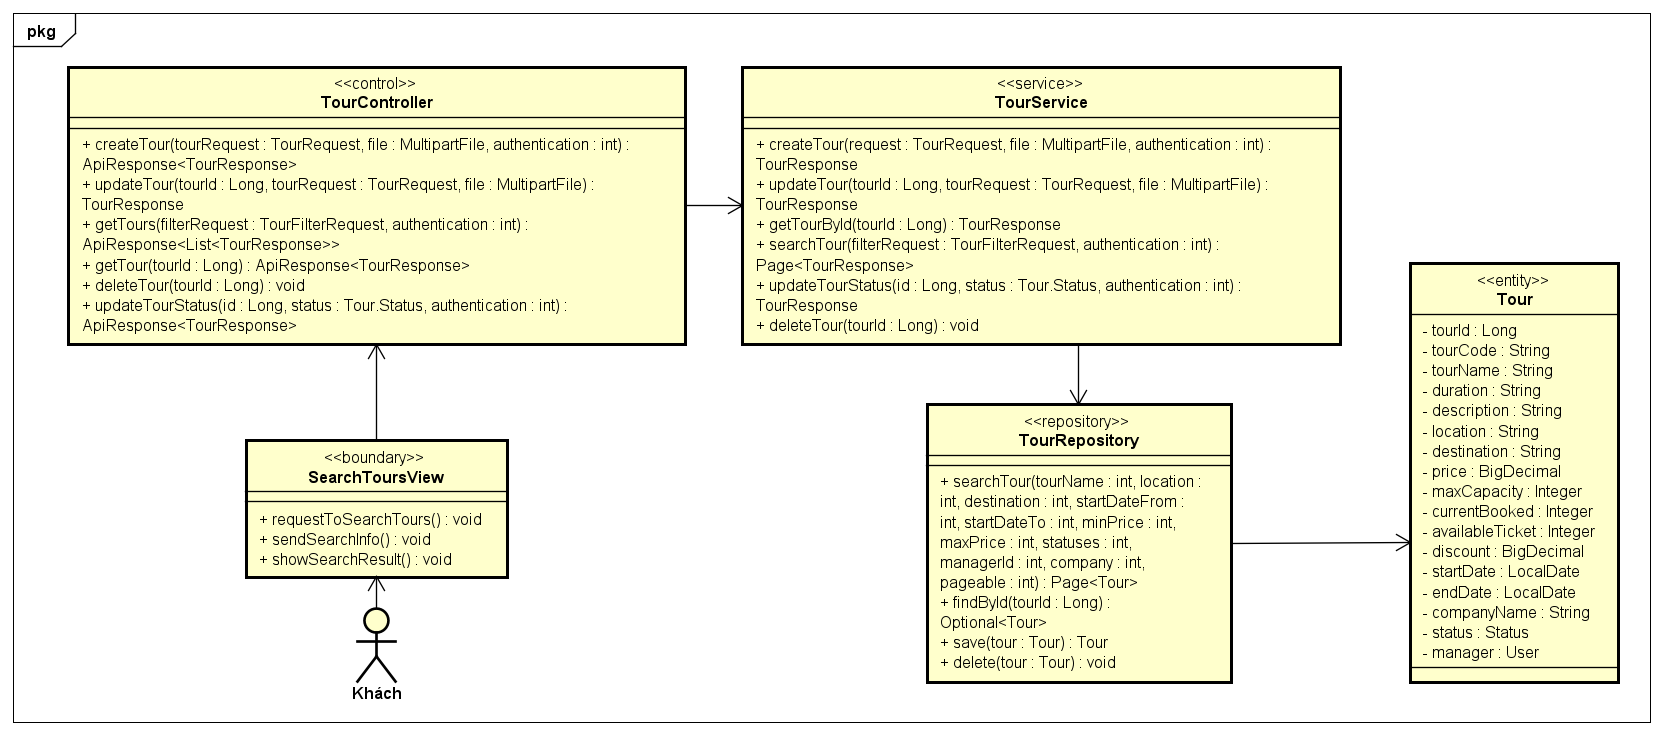 pkg
<<control>>
TourController
+ createTour(tourRequest : TourRequest, file : MultipartFile, authentication : int) :
ApiResponse<TourResponse>
+ updateTour(tourId : Long, tourRequest : TourRequest, file : MultipartFile) :
TourResponse
+ getTours(filterRequest : TourFilterRequest, authentication : int) :
ApiResponse<List<TourResponse>>
+ getTour(tourId : Long) : ApiResponse<TourResponse>
+ deleteTour(tourId : Long) : void
+ updateTourStatus(id : Long, status : Tour.Status, authentication : int) :
ApiResponse<TourResponse>
<<service>>
TourService
+ createTour(request : TourRequest, file : MultipartFile, authentication : int) :
TourResponse
+ updateTour(tourId : Long, tourRequest : TourRequest, file : MultipartFile) :
TourResponse
+ getTourById(tourId : Long) : TourResponse
+ searchTour(filterRequest : TourFilterRequest, authentication : int) :
Page<TourResponse>
+ updateTourStatus(id : Long, status : Tour.Status, authentication : int) :
TourResponse
+ deleteTour(tourId : Long) : void
<<entity>>
Tour
- tourId : Long
- tourCode : String
- tourName : String
- duration : String
- description : String
- location : String
- destination : String
- price : BigDecimal
- maxCapacity : Integer
- currentBooked : Integer
- availableTicket : Integer
- discount : BigDecimal
- startDate : LocalDate
- endDate : LocalDate
- companyName : String
- status : Status
- manager : User
<<repository>>
TourRepository
+ searchTour(tourName : int, location :
int, destination : int, startDateFrom :
int, startDateTo : int, minPrice : int,
maxPrice : int, statuses : int,
managerId : int, company : int,
pageable : int) : Page<Tour>
+ findById(tourId : Long) :
Optional<Tour>
+ save(tour : Tour) : Tour
+ delete(tour : Tour) : void
<<boundary>>
SearchToursView
+ requestToSearchTours() : void
+ sendSearchInfo() : void
+ showSearchResult() : void
Khách